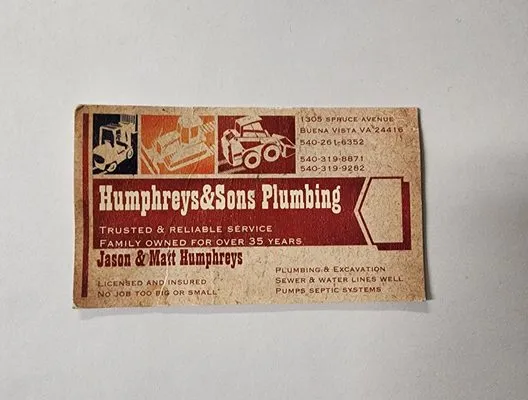 1305 Spruce Avenue
Buena Vista VA 24416
540-261-6352
540-319-8871
540-319-9282
Humphreys&Sons Plumbing
Trusted & reliable service
Family owned for over 35 years
Jason & Matt Humphreys
Licensed and insured
No job too big or small
Plumbing & Excavation
Sewer & water lines well
Pumps septic systems